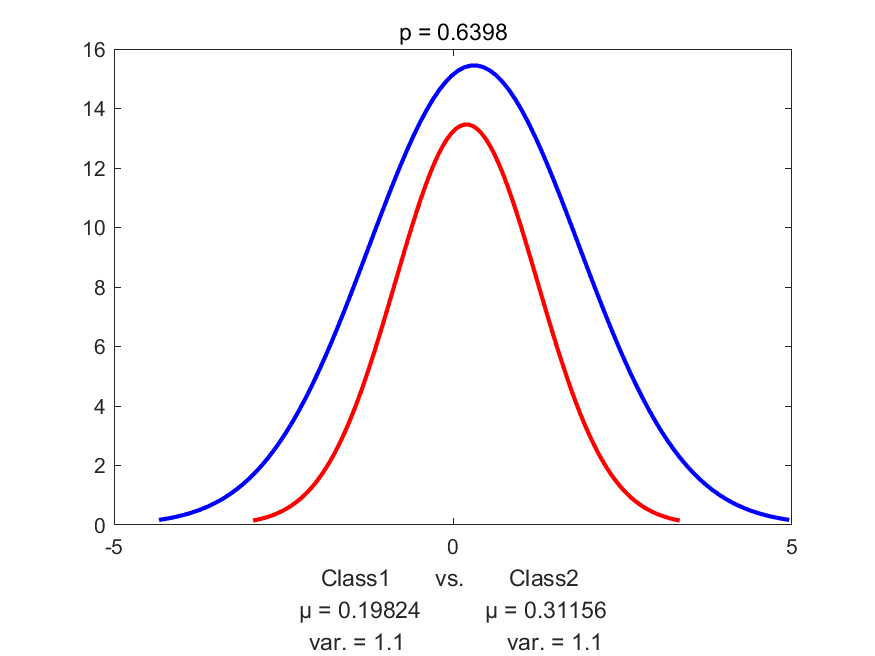 p = 0.6398
16
14
12
10
8
6
4
2
0
-5 0 5
Class1 vs. Class2
μ = 0.19824 μ = 0.31156
var. = 1.1 var. = 1.1